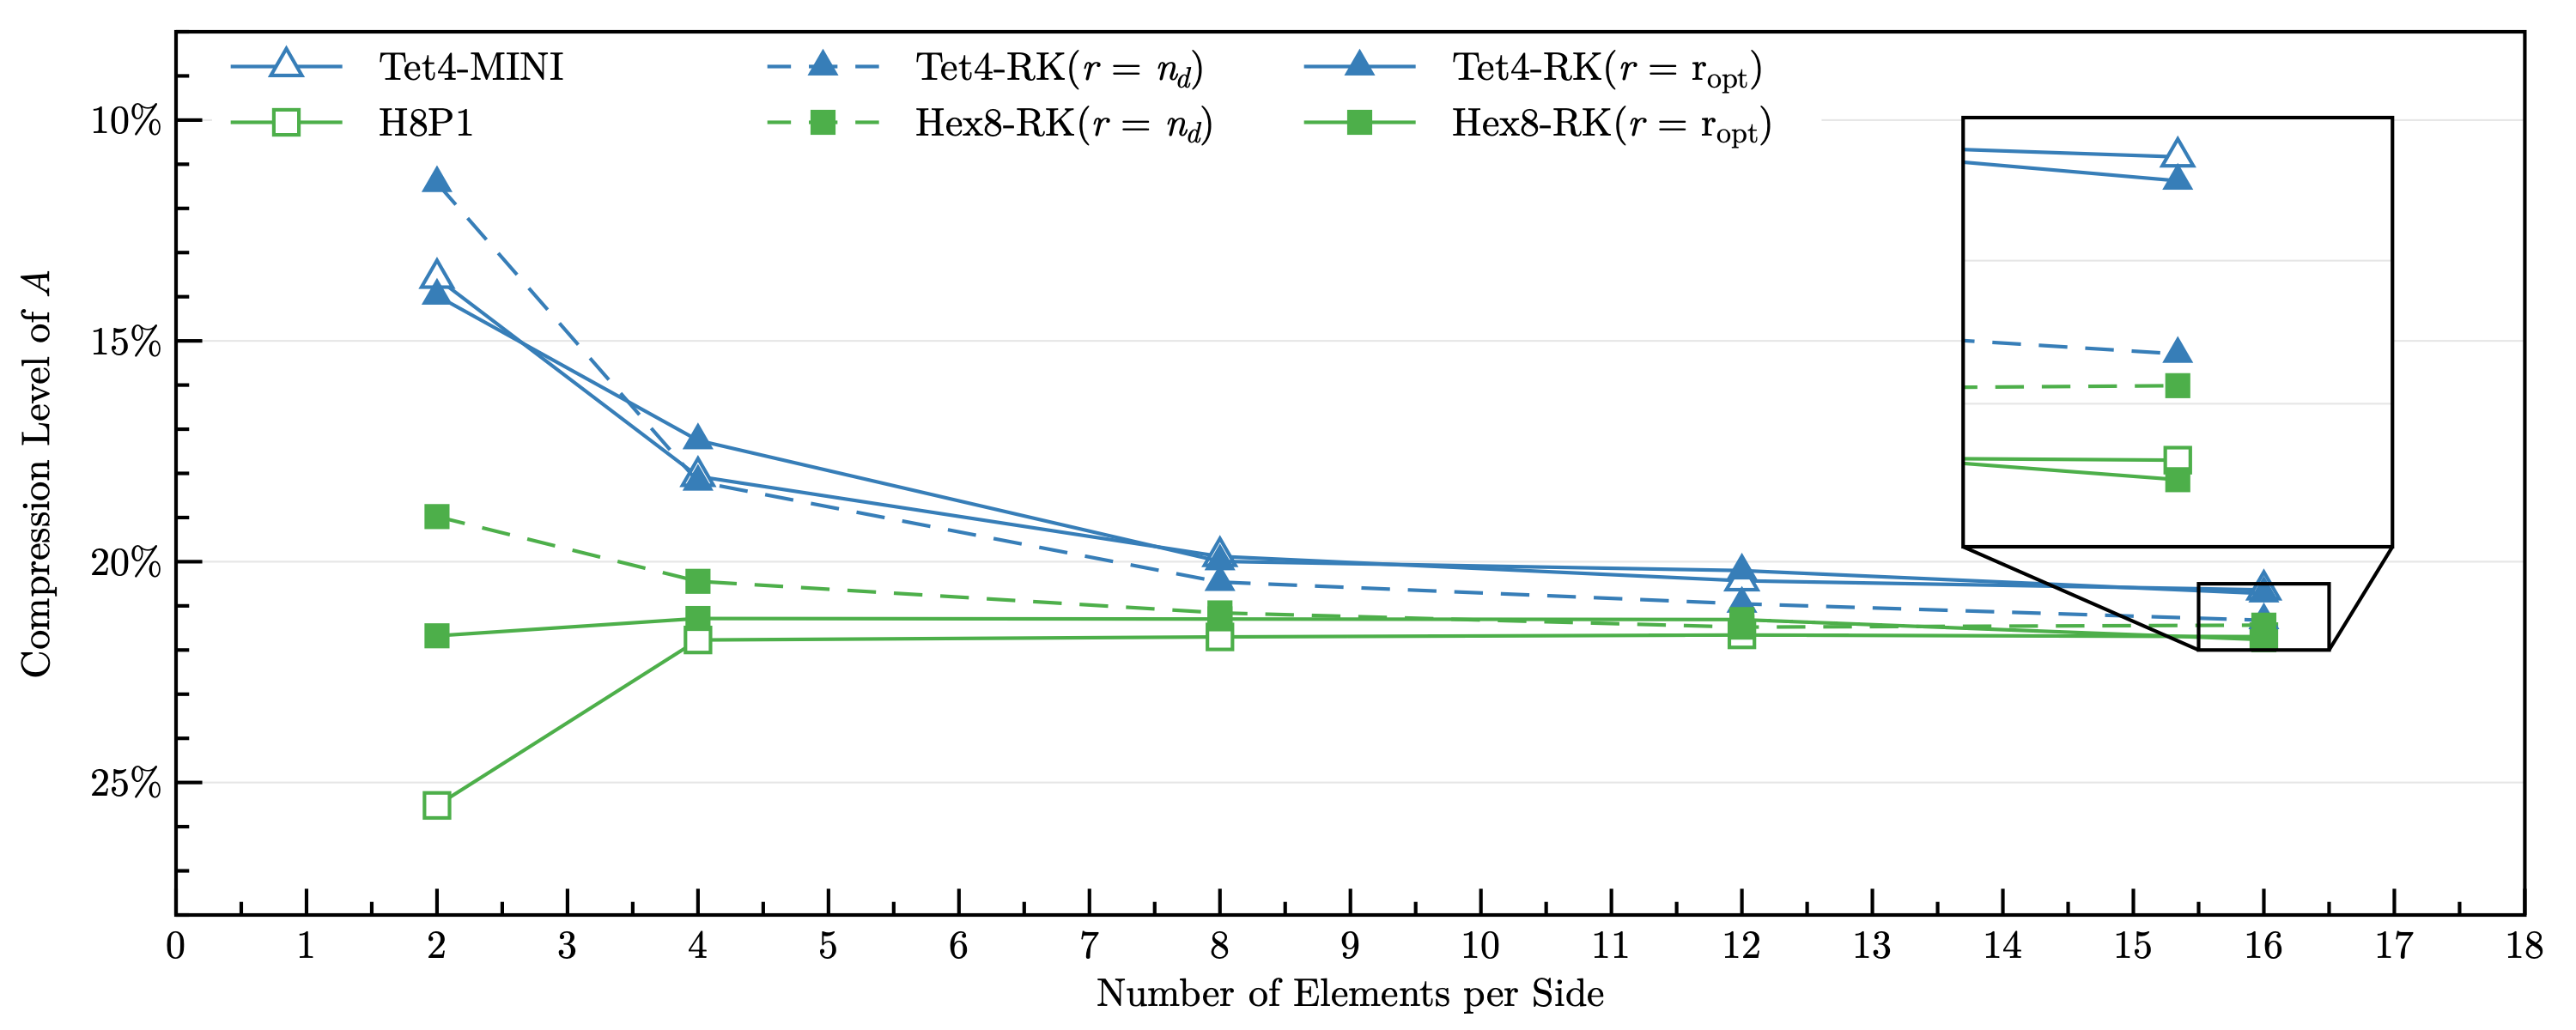 Tet4-MINI Tet4-RK(r = n_d) Tet4-RK(r = r_opt)
H8P1 Hex8-RK(r = n_d) Hex8-RK(r = r_opt)
10%
15%
20%
25%
Compression Level of A
0 1 2 3 4 5 6 7 8 9 10 11 12 13 14 15 16 17 18
Number of Elements per Side